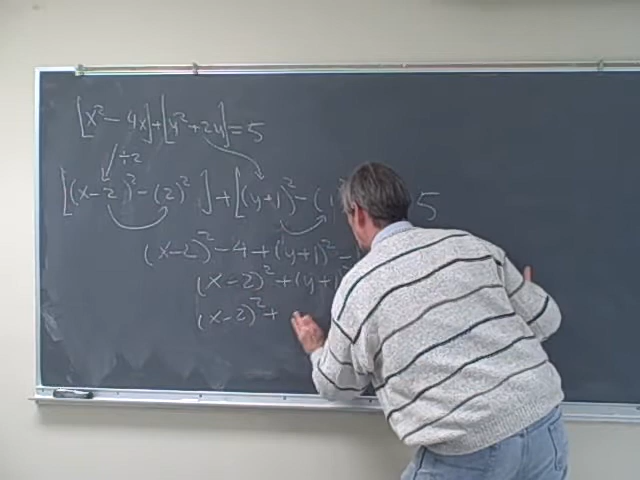 [x² - 4x] + [y² + 2y] = 5
÷2
[(x-2)² - (2)²] + [(y+1)² - (1 5
(x-2)² - 4 + (y+1)² -
(x-2)² + (y+1)²
(x-2)² +